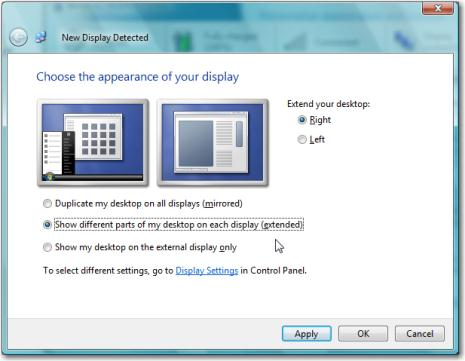 New Display Detected
Choose the appearance of your display
Extend your desktop:
Right
Left
Duplicate my desktop on all displays (mirrored)
Show different parts of my desktop on each display (extended)
Show my desktop on the external display only
To select different settings, go to Display Settings in Control Panel.
Apply
OK
Cancel